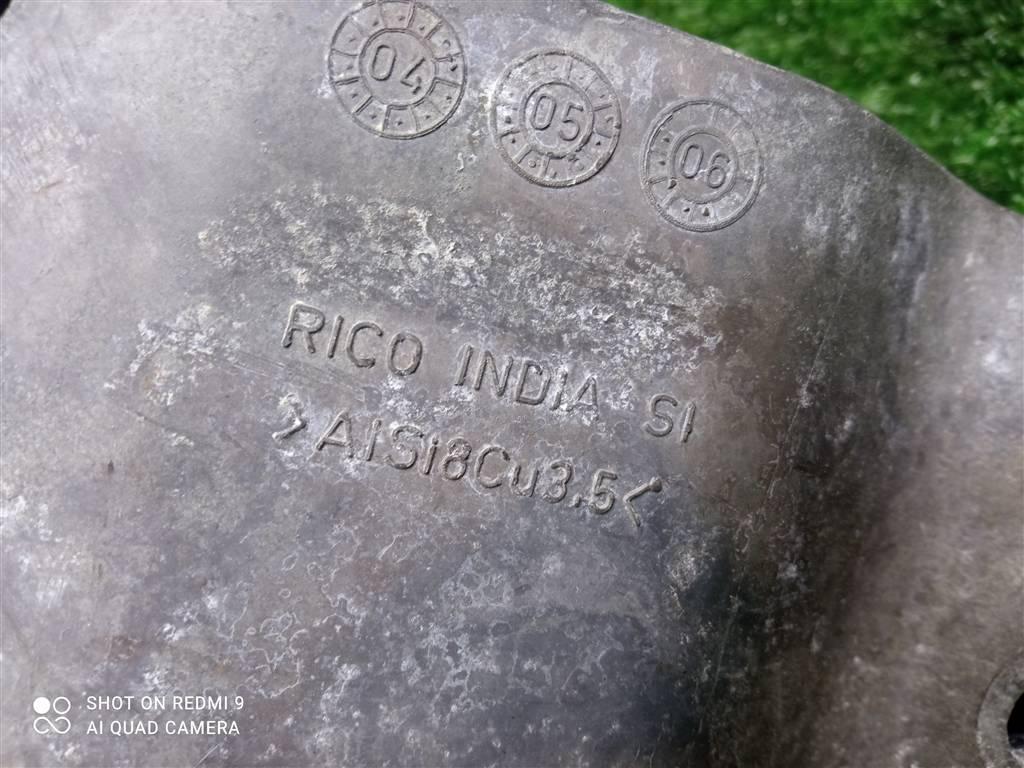 04
05
06
RICO INDIA SI
>AlSi8Cu3.5<
SHOT ON REDMI 9
AI QUAD CAMERA